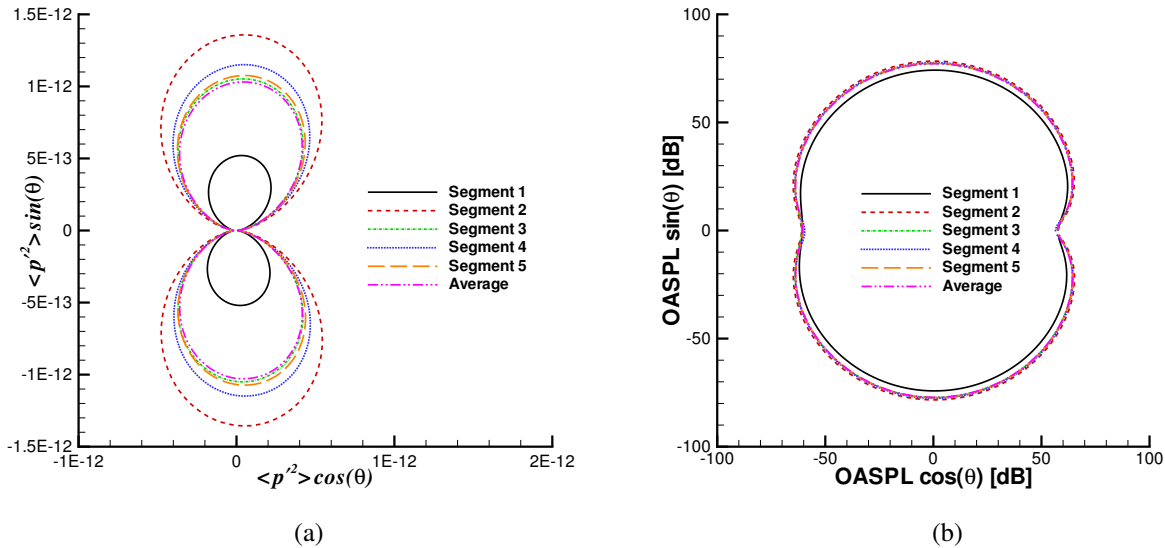 (a)
1.5E-12
1E-12
5E-13
0
-5E-13
-1E-12
-1.5E-12
-1E-12
0
1E-12
2E-12
<p'²>sin(θ)
<p'²>cos(θ)
Segment 1
Segment 2
Segment 3
Segment 4
Segment 5
Average
(b)
100
50
0
-50
-100
-100
-50
0
50
100
OASPL sin(θ) [dB]
OASPL cos(θ) [dB]
Segment 1
Segment 2
Segment 3
Segment 4
Segment 5
Average
(a)
(b)